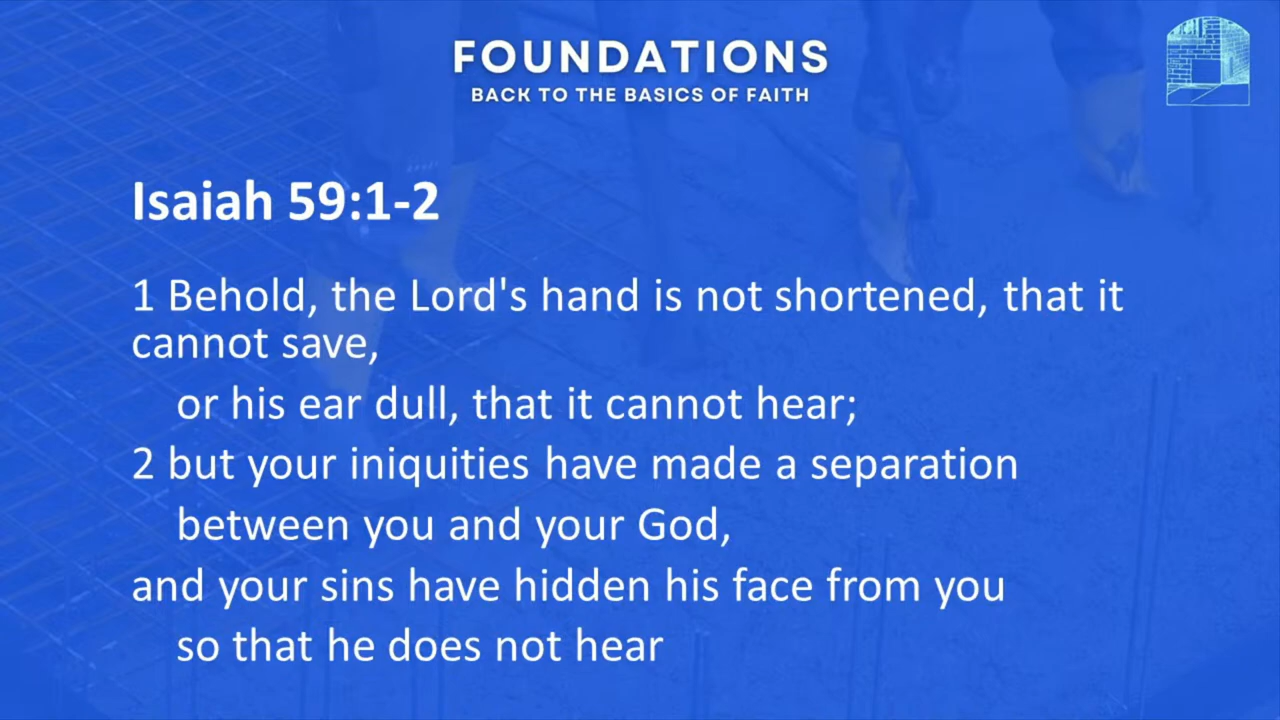 FOUNDATIONS
BACK TO THE BASICS OF FAITH
Isaiah 59:1-2
1 Behold, the Lord's hand is not shortened, that it
cannot save,
or his ear dull, that it cannot hear;
2 but your iniquities have made a separation
between you and your God,
and your sins have hidden his face from you
so that he does not hear